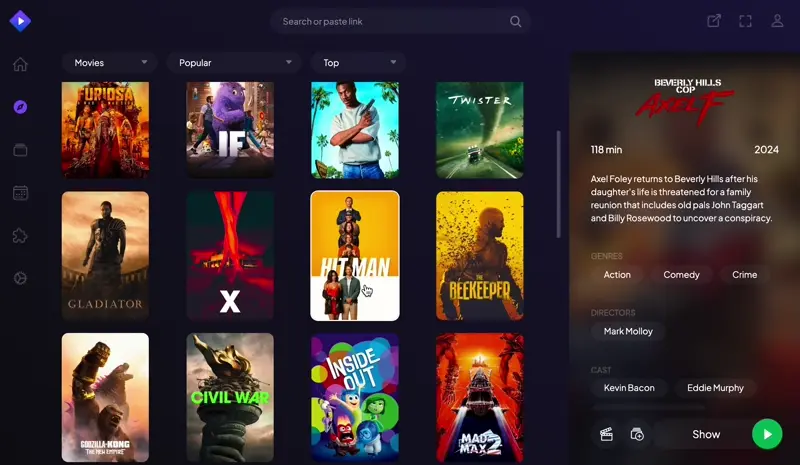 Search or paste link
Movies
Popular
Top
FURIOSA
IF
TWISTER
GLADIATOR
X
HIT MAN
THE
BEEKEEPER
GODZILLA KONG
THE NEW EMPIRE
CIVIL WAR
INSIDE
OUT
MAD
MAX 2
BEVERLY HILLS
COP
AXEL F
118 min
2024
Axel Foley returns to Beverly Hills after his
daughter's life is threatened for a family
reunion that includes old pals John Taggart
and Billy Rosewood to uncover a conspiracy.
GENRES
Action
Comedy
Crime
DIRECTORS
Mark Molloy
CAST
Kevin Bacon
Eddie Murphy
Show